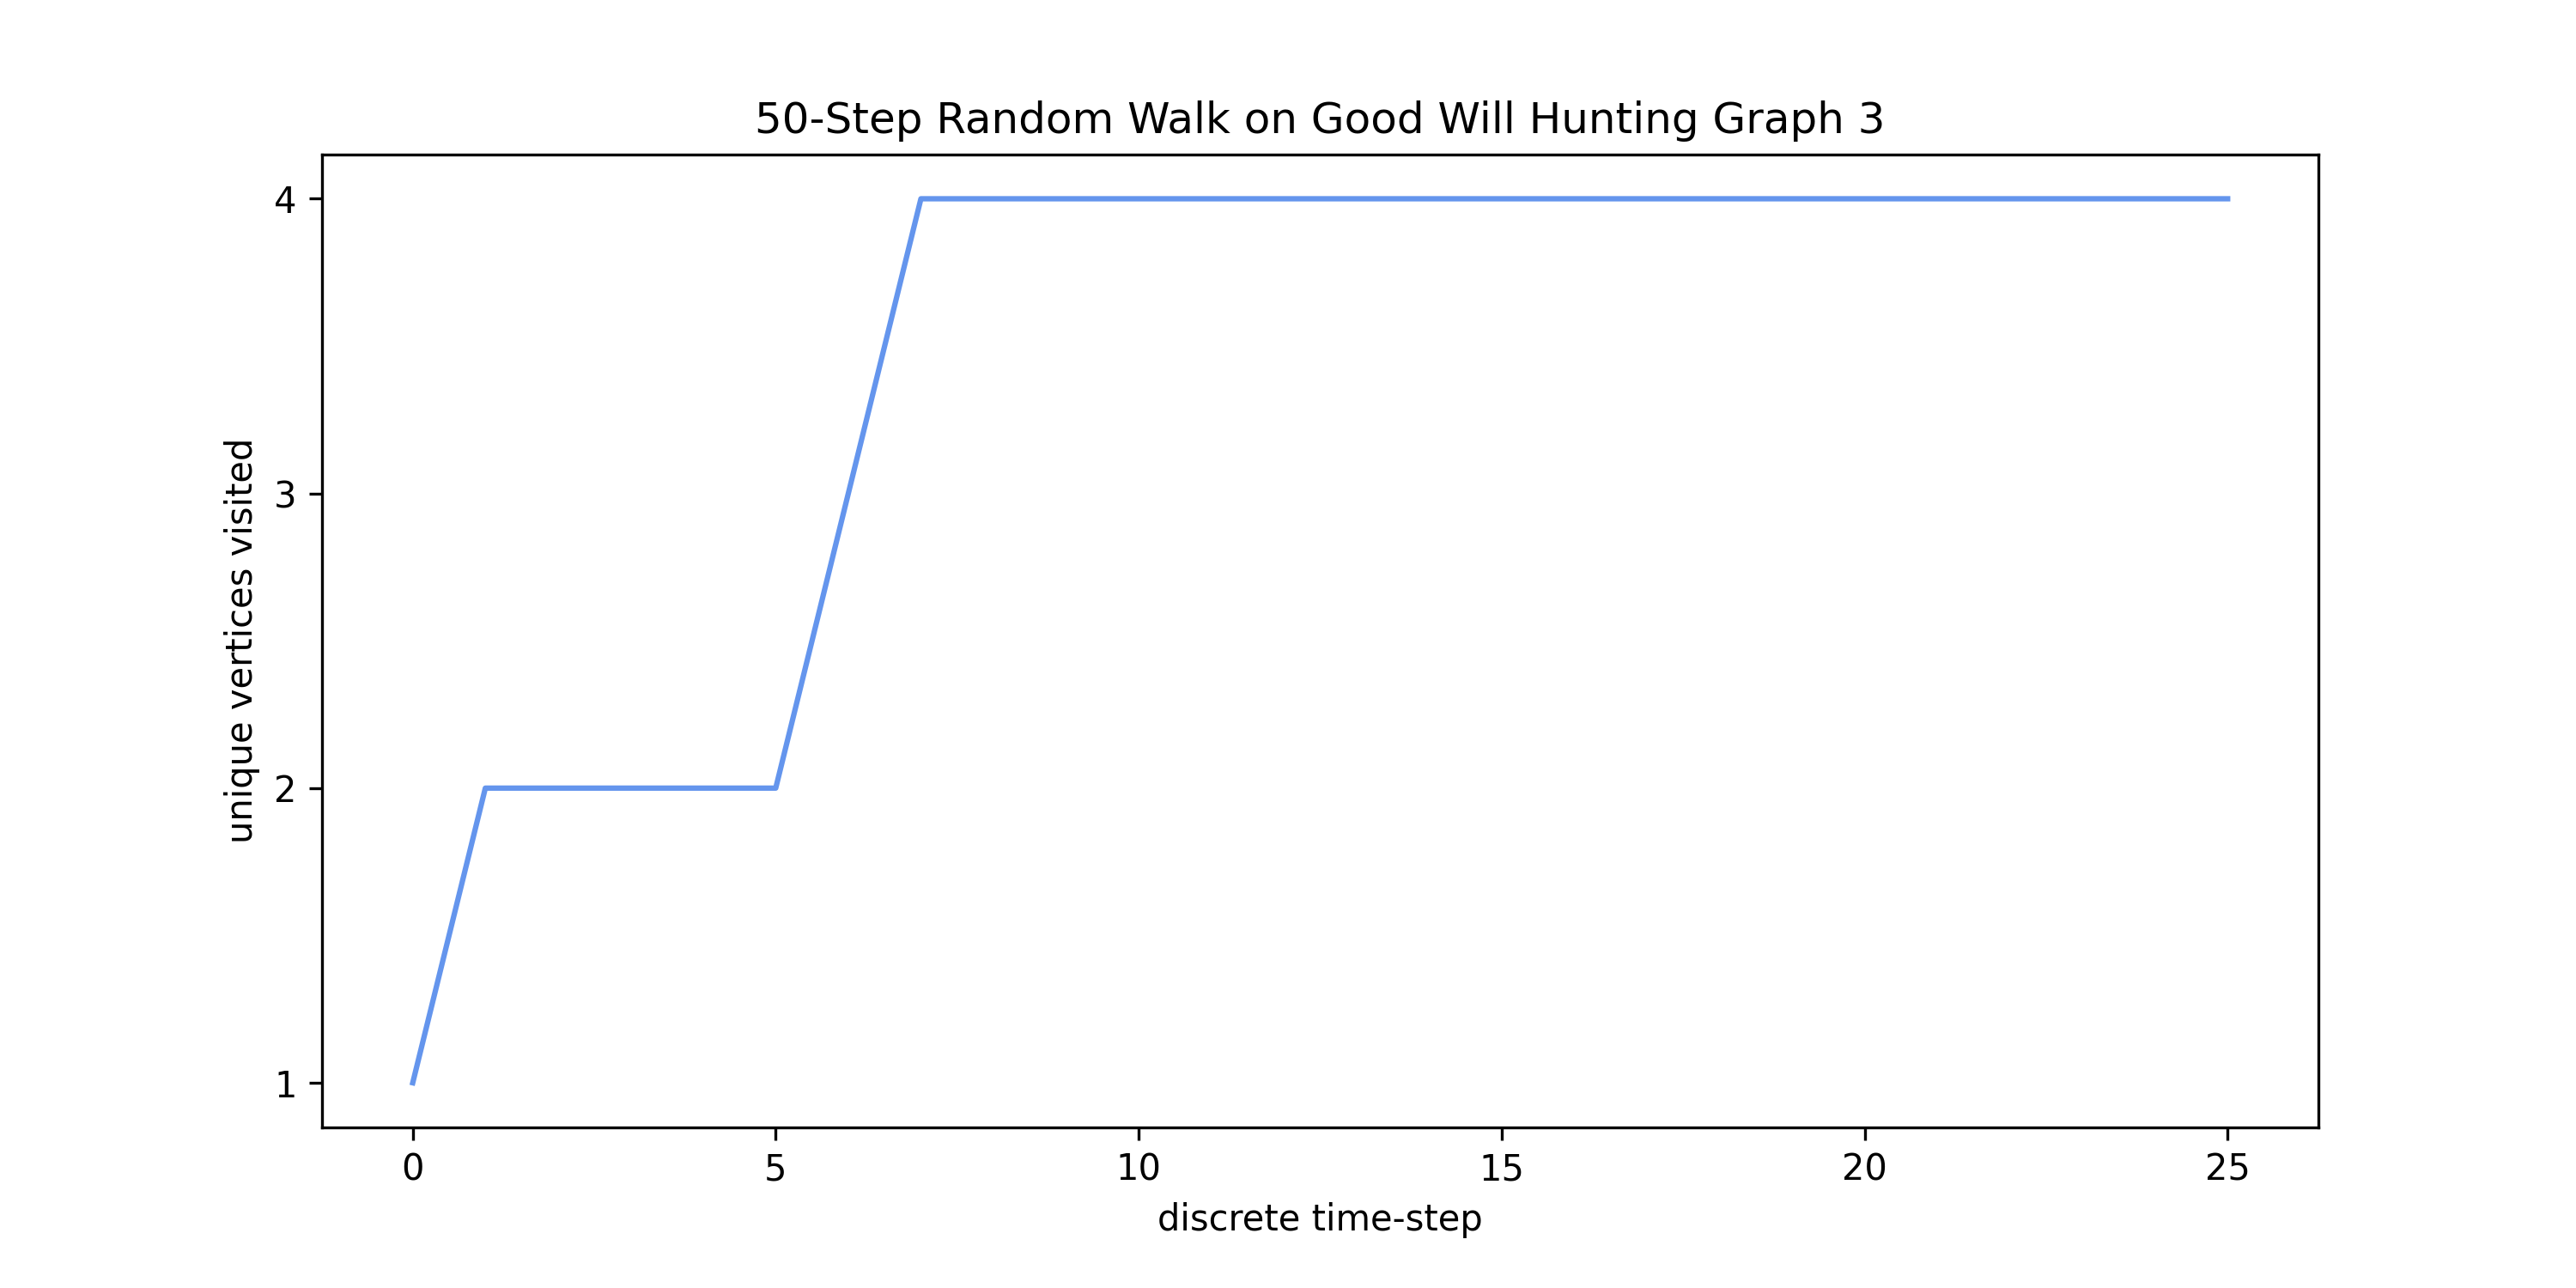 50-Step Random Walk on Good Will Hunting Graph 3
unique vertices visited
4
3
2
1
0 5 10 15 20 25
discrete time-step